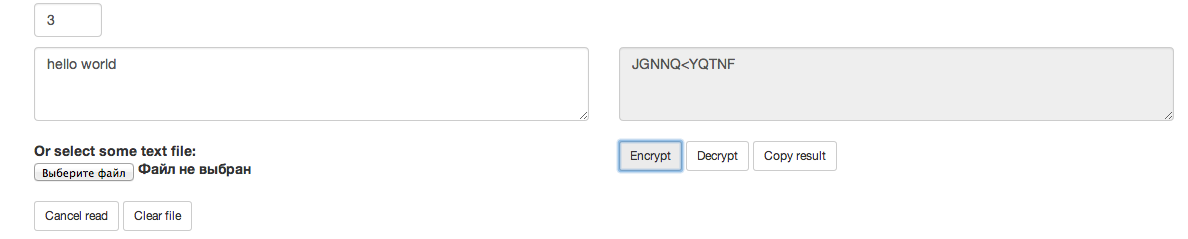 3
hello world
JGNNQ<YQTNF
Or select some text file:
Выберите файл Файл не выбран
Encrypt Decrypt Copy result
Cancel read Clear file